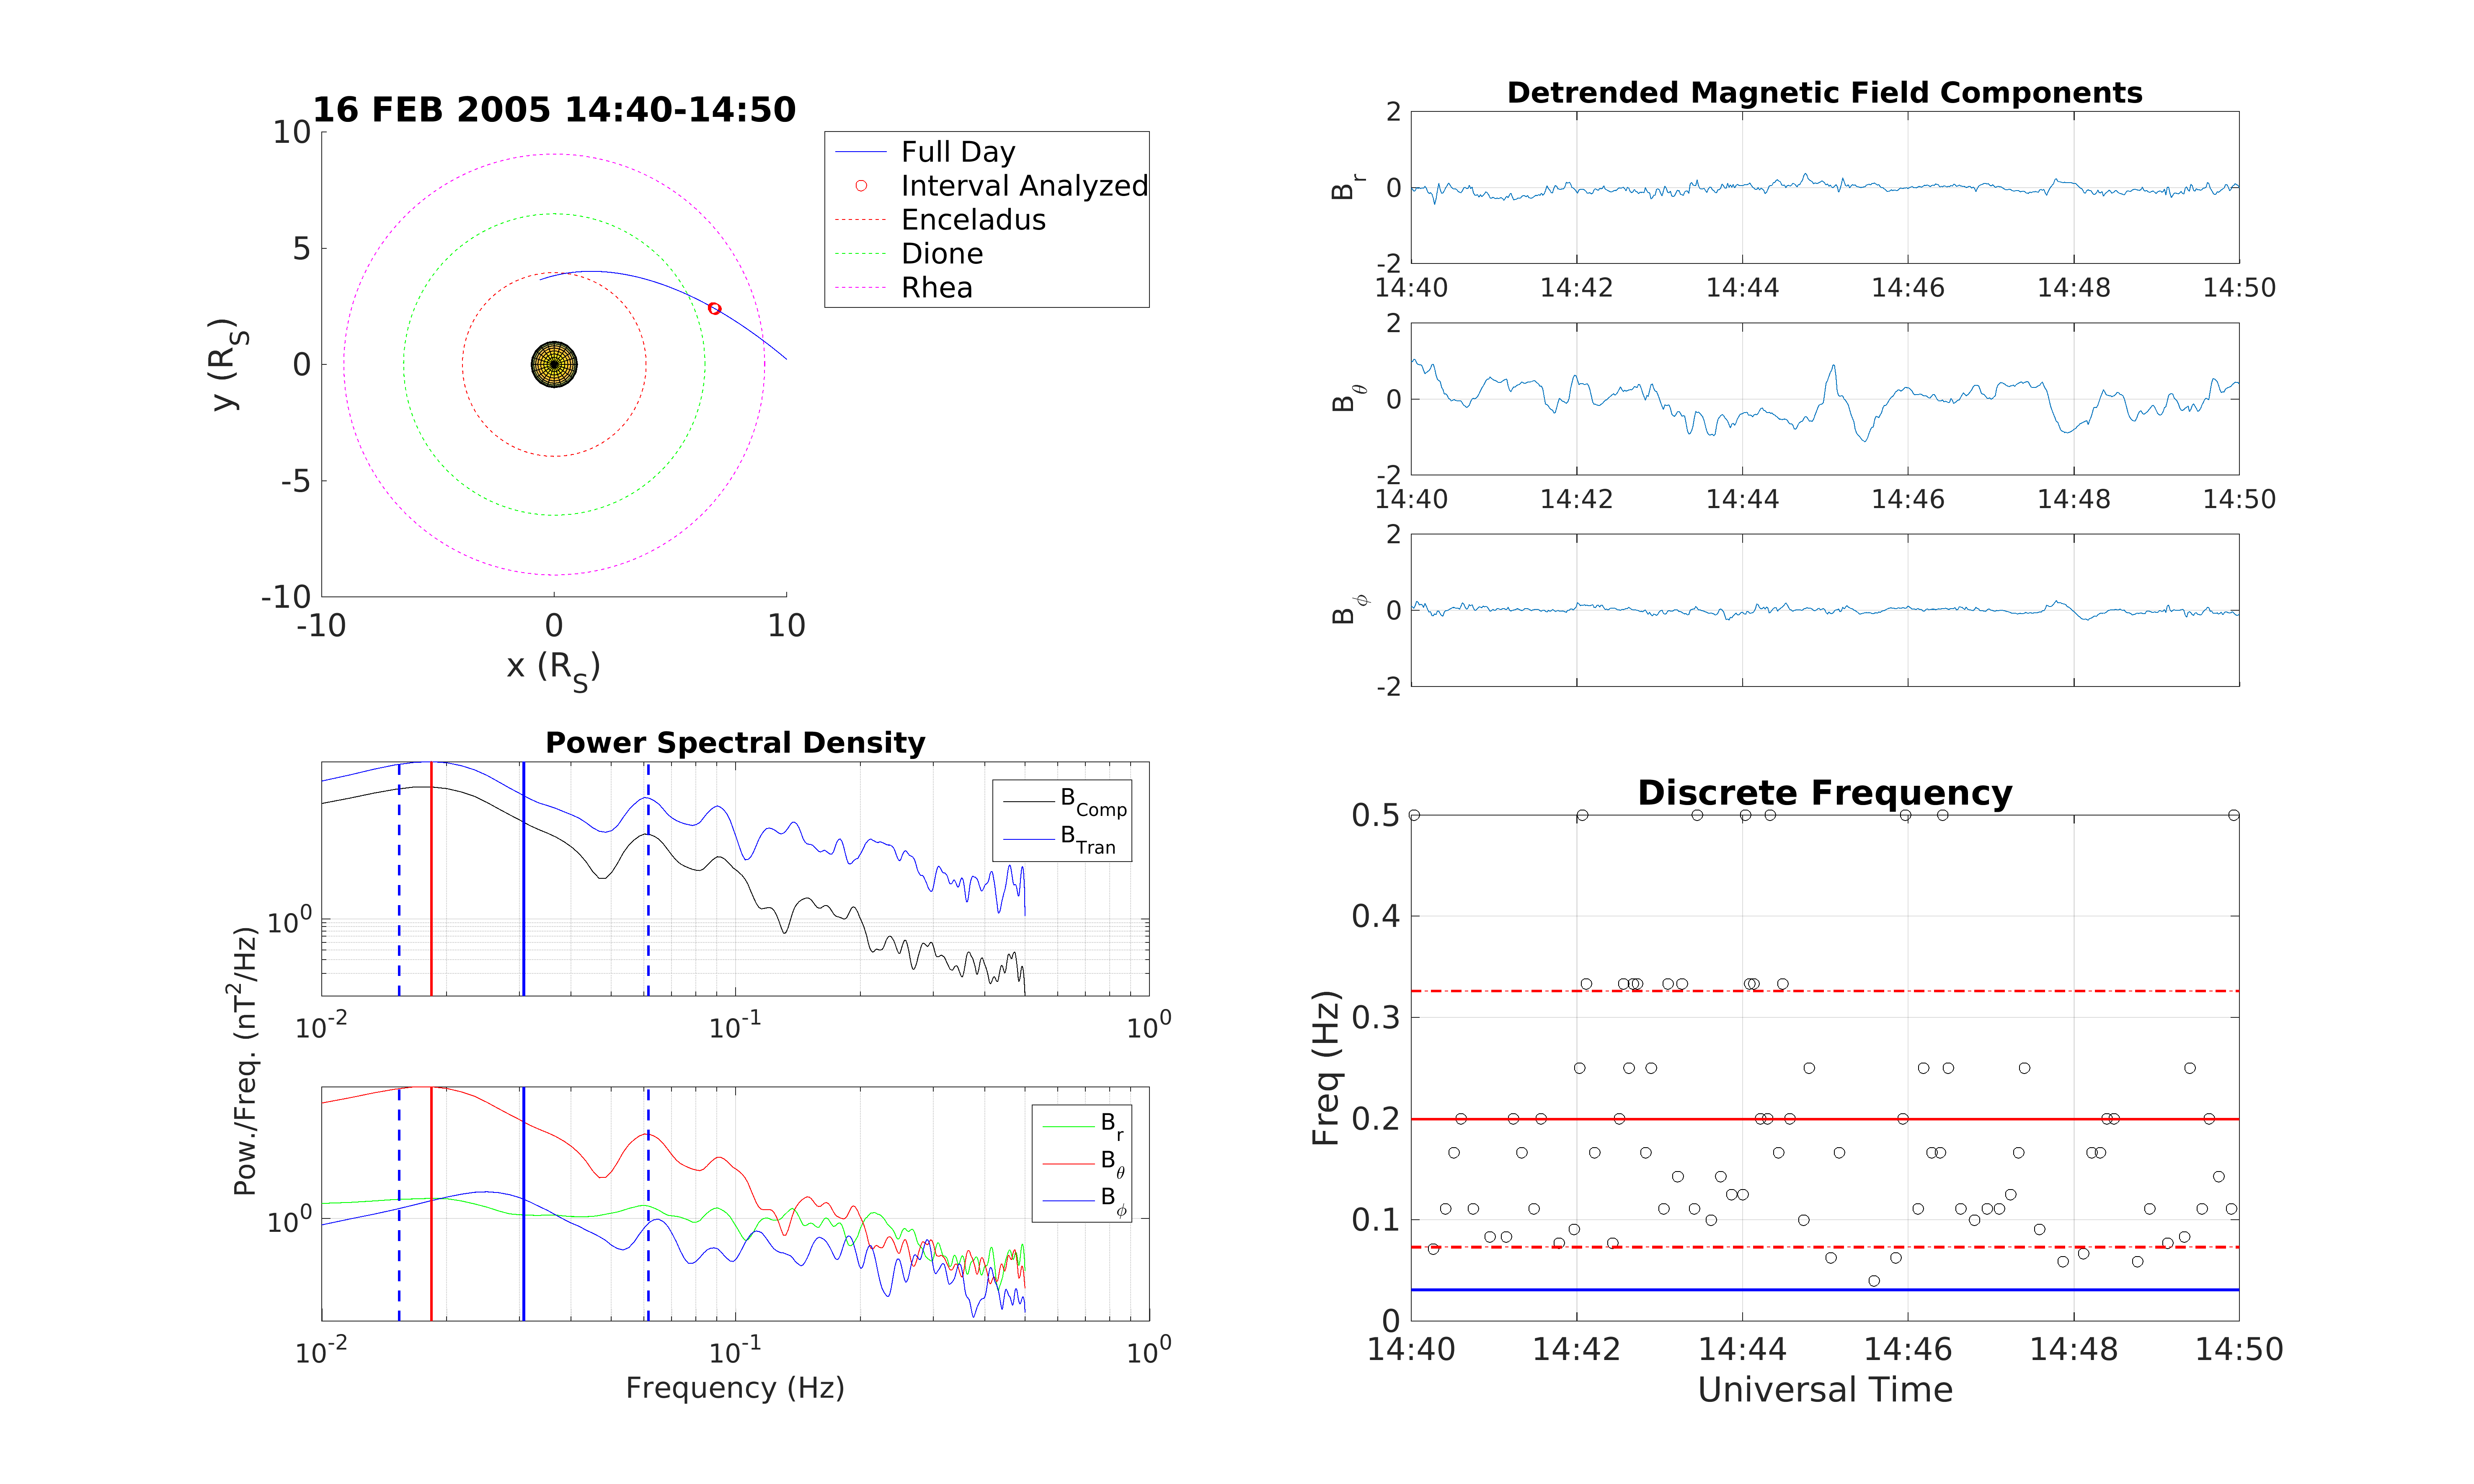 16 FEB 2005 14:40-14:50
10
5
0
-5
-10
y (R_S)
-10 0 10
x (R_S)
Full Day
Interval Analyzed
Enceladus
Dione
Rhea
Detrended Magnetic Field Components
2
0
-2
B_r
14:40 14:42 14:44 14:46 14:48 14:50
2
0
-2
B_θ
14:40 14:42 14:44 14:46 14:48 14:50
2
0
-2
B_ϕ
Power Spectral Density
10^0
B_Comp
B_Tran
10^-2 10^-1 10^0
Pow./Freq. (nT^2/Hz)
10^0
B_r
B_θ
B_ϕ
10^-2 10^-1 10^0
Frequency (Hz)
Discrete Frequency
0.5
0.4
0.3
0.2
0.1
0
Freq (Hz)
14:40 14:42 14:44 14:46 14:48 14:50
Universal Time